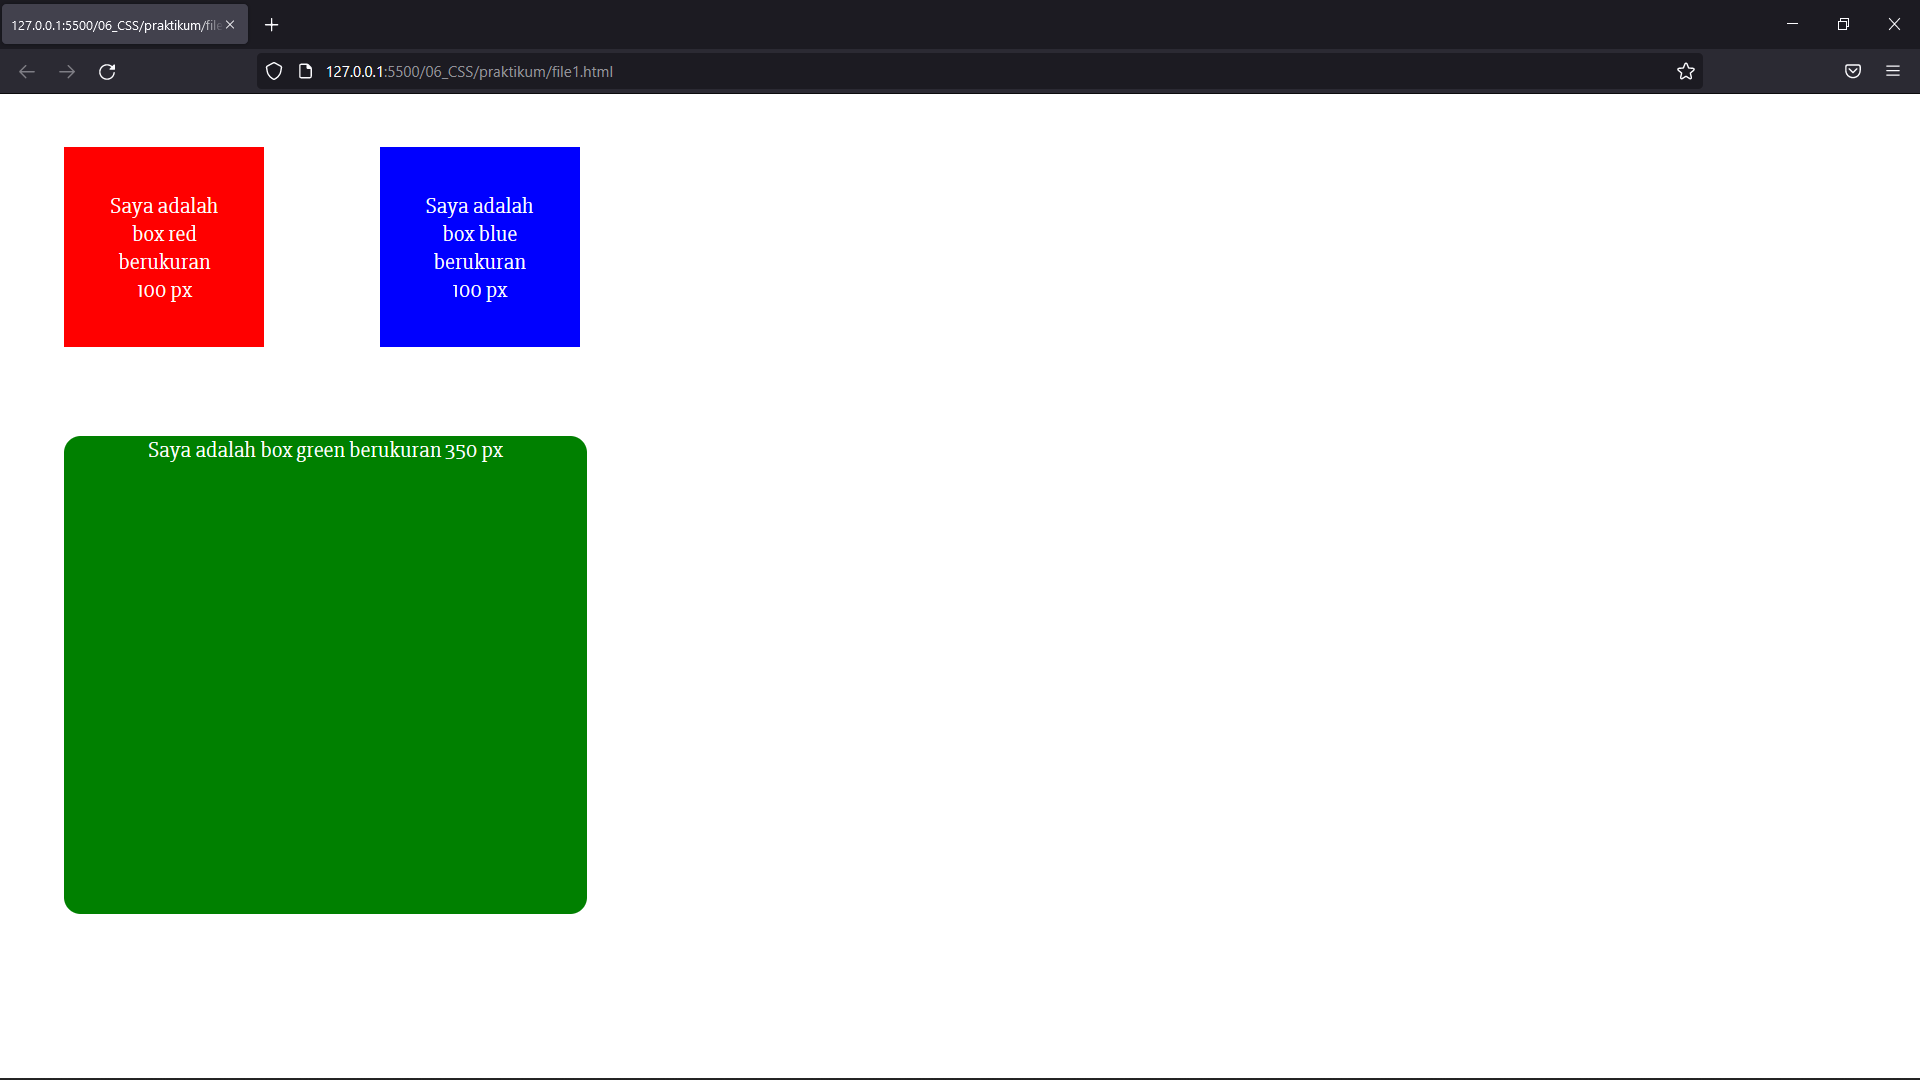 127.0.0.1:5500/06_CSS/praktikum/file
127.0.0.1:5500/06_CSS/praktikum/file1.html
Saya adalah
box red
berukuran
100 px
Saya adalah
box blue
berukuran
100 px
Saya adalah box green berukuran 350 px